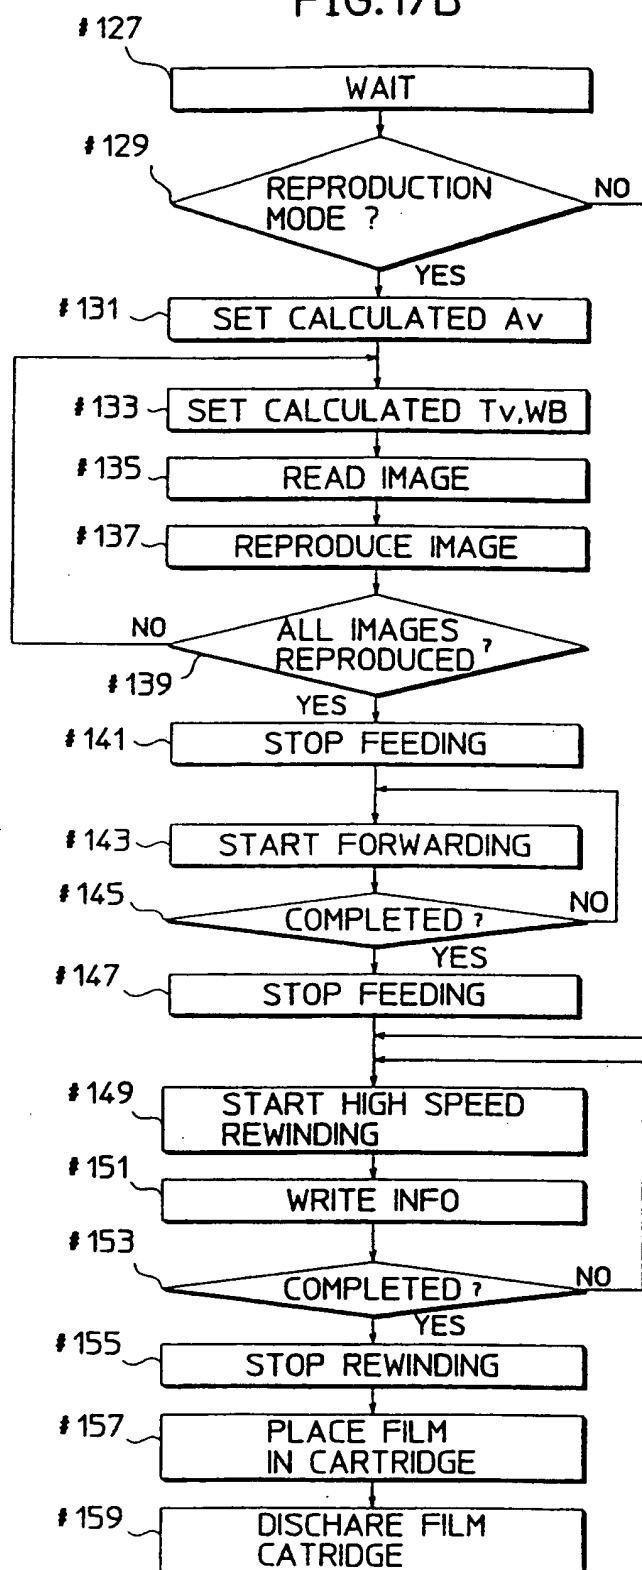 FIG.17B
#127
WAIT
#129
REPRODUCTION
MODE ?
NO
YES
#131
SET CALCULATED Av
#133
SET CALCULATED Tv,WB
#135
READ IMAGE
#137
REPRODUCE IMAGE
NO
ALL IMAGES
REPRODUCED ?
#139
YES
#141
STOP FEEDING
#143
START FORWARDING
#145
COMPLETED ?
NO
YES
#147
STOP FEEDING
#149
START HIGH SPEED
REWINDING
#151
WRITE INFO
#153
COMPLETED ?
NO
YES
#155
STOP REWINDING
#157
PLACE FILM
IN CARTRIDGE
#159
DISCHARE FILM
CATRIDGE